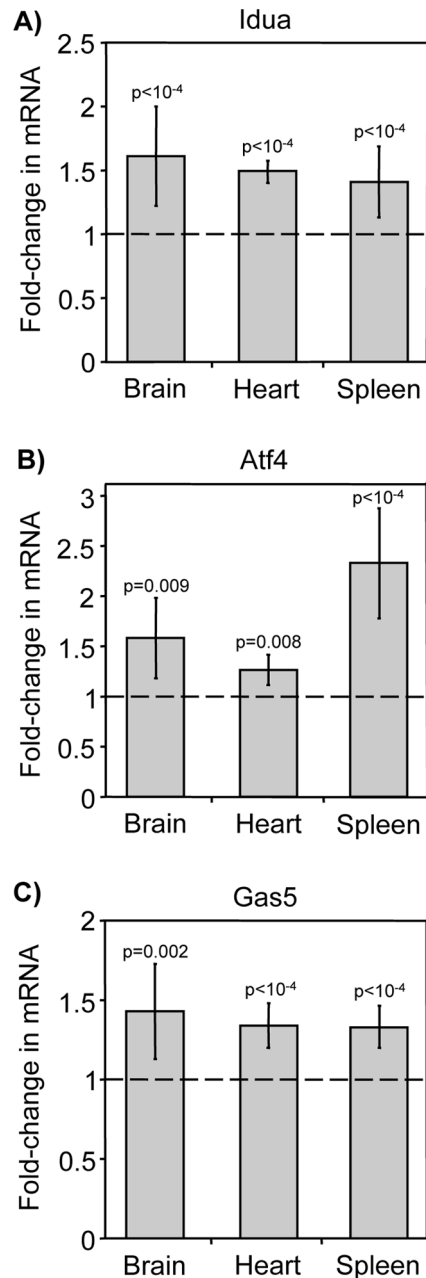 A)
Idua
Fold-change in mRNA
2.5
2
1.5
1
0.5
0
p<10⁻⁴
p<10⁻⁴
p<10⁻⁴
Brain Heart Spleen
B)
Atf4
Fold-change in mRNA
3
2.5
2
1.5
1
0.5
0
p=0.009
p=0.008
p<10⁻⁴
Brain Heart Spleen
C)
Gas5
Fold-change in mRNA
2
1.5
1
0.5
0
p=0.002
p<10⁻⁴
p<10⁻⁴
Brain Heart Spleen